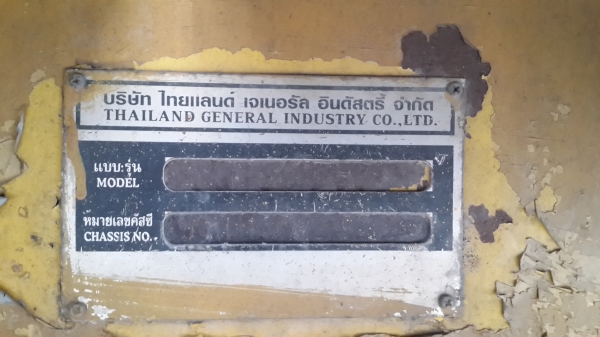 บริษัท ไทยแลนด์ เจเนอรัล อินดัสตรี้ จำกัด
THAILAND GENERAL INDUSTRY CO.,LTD.
แบบ:รุ่น
MODEL
หมายเลขคัสซี
CHASSIS NO.